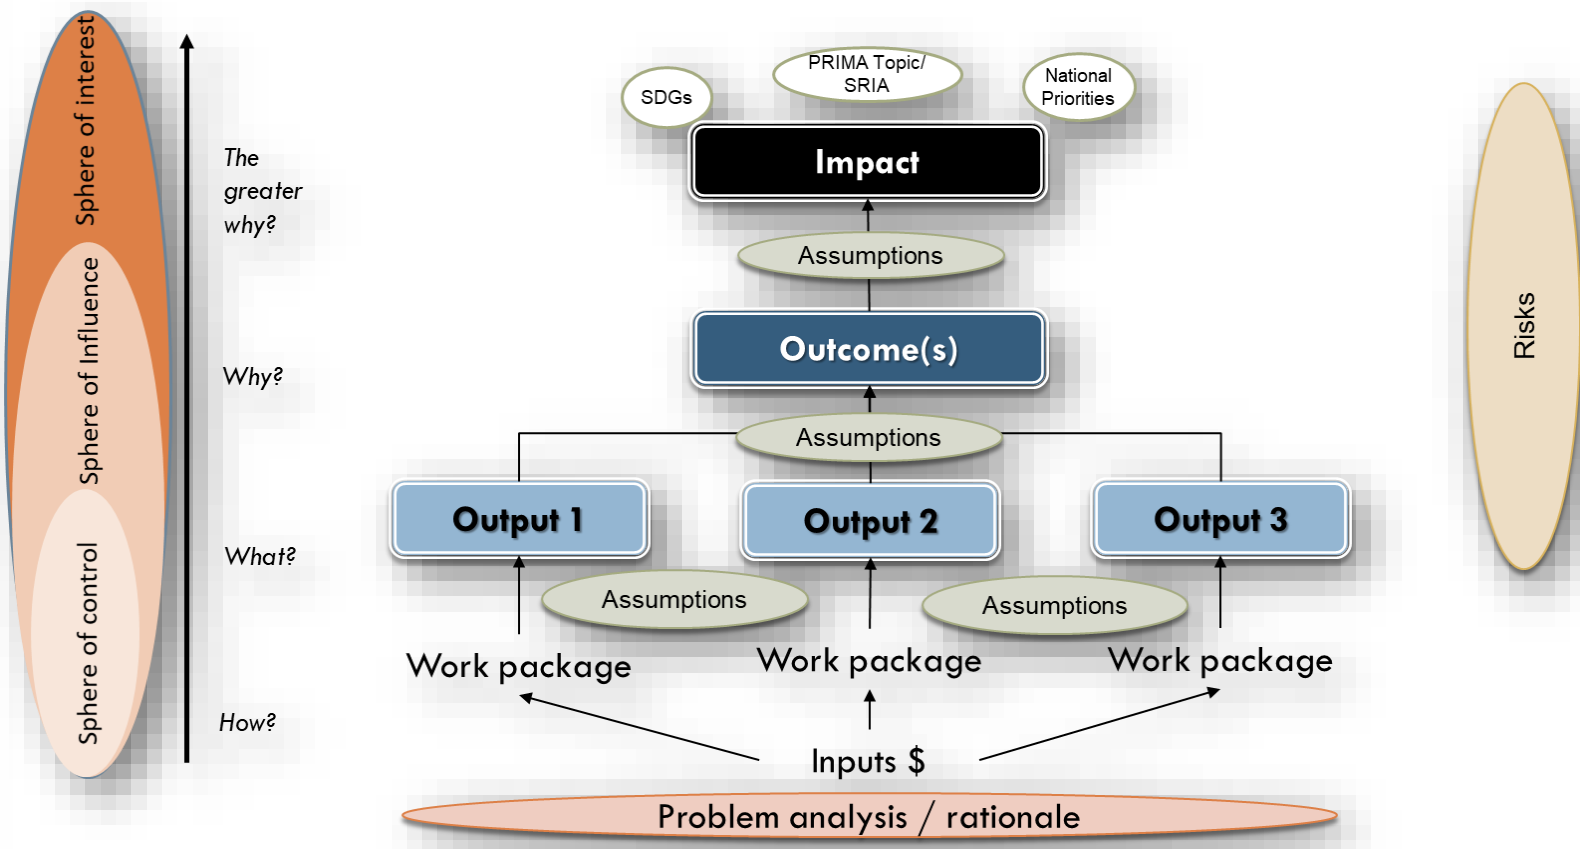 Sphere of interest
Sphere of Influence
Sphere of control
The
greater
why?
Why?
What?
How?
SDGs
PRIMA Topic/
SRIA
National
Priorities
Impact
Assumptions
Outcome(s)
Assumptions
Output 1
Output 2
Output 3
Assumptions
Assumptions
Work package
Work package
Work package
Inputs $
Problem analysis / rationale
Risks